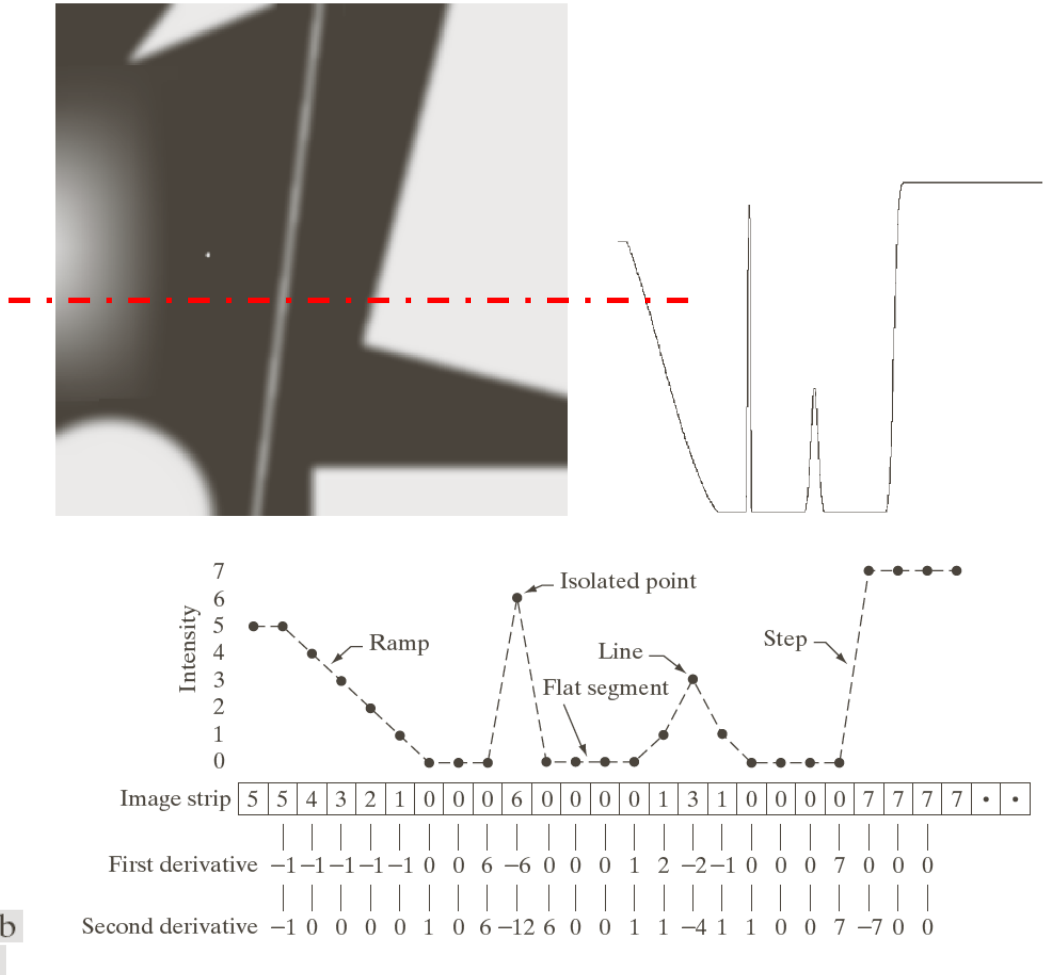 7
Isolated point
6
5
Ramp
Step
4
Line
3
Flat segment
2
1
0
Intensity
Image strip 5 5 4 3 2 1 0 0 0 6 0 0 0 0 1 3 1 0 0 0 0 7 7 7 7 • •
First derivative −1 −1 −1 −1 −1 0 0 6 −6 0 0 0 1 2 −2 −1 0 0 0 7 0 0 0
b
Second derivative −1 0 0 0 0 1 0 6 −12 6 0 0 1 1 −4 1 1 0 0 7 −7 0 0